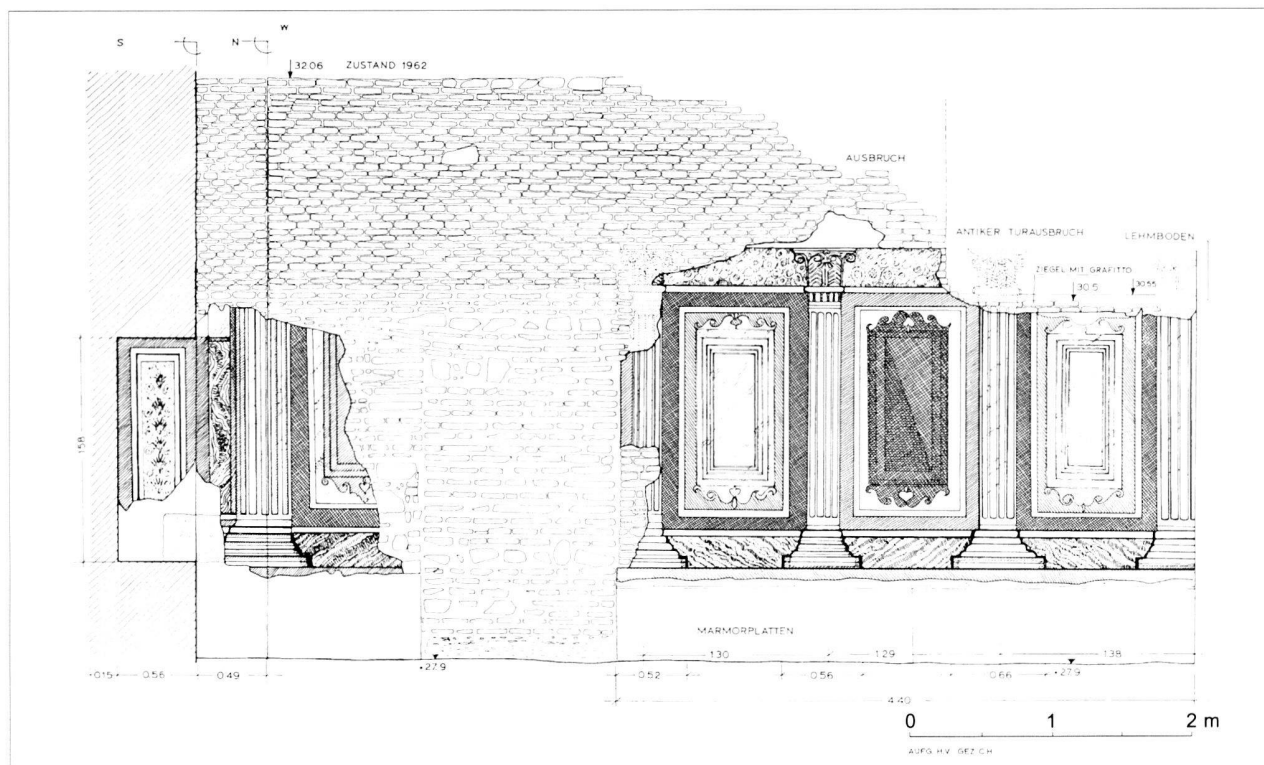 S N W
32.06 ZUSTAND 1962
AUSBRUCH
ANTIKER TÜRAUSBRUCH LEHMBODEN
ZIEGEL MIT GRAFITTO
30.5 30.55
1.58
MARMORPLATTEN
1.30 1.29 1.38
0.15 0.56 0.49 +27.9 0.52 0.56 0.66 +27.9
4.40
0 1 2 m
AUFG. H.V. GEZ. C.H.